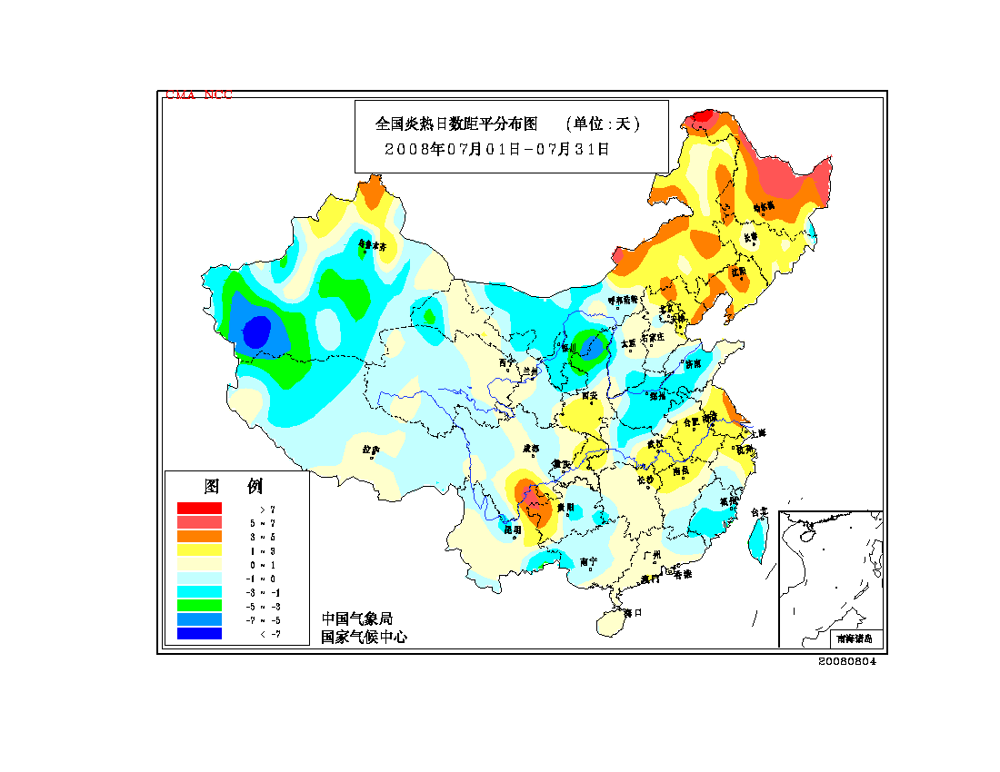 CMA NCC
全国炎热日数距平分布图 (单位:天)
2008年07月01日-07月31日
哈尔滨
长春
乌鲁木齐
沈阳
呼和浩特
北京
天津
银川
太原
石家庄
西宁
济南
兰州
西安
郑州
合肥
南京
上海
拉萨
成都
武汉
杭州
重庆
南昌
长沙
福州
贵阳
台北
昆明
南宁
广州
澳门
香港
海口
图 例
> 7
5 ~ 7
3 ~ 5
1 ~ 3
0 ~ 1
-1 ~ 0
-3 ~ -1
-5 ~ -3
-7 ~ -5
< -7
中国气象局
国家气候中心
南海诸岛
20080804